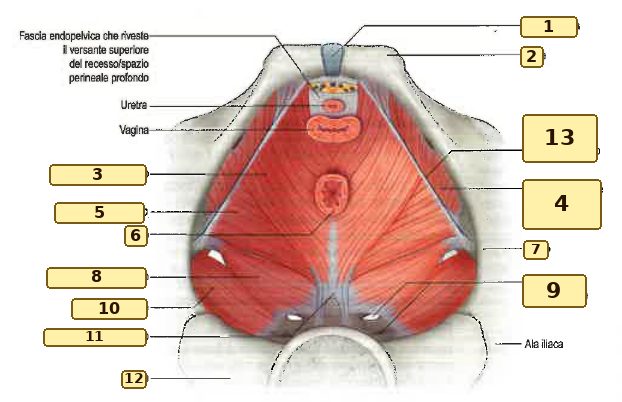 1
Fascia endopelvica che riveste
il versante superiore
del recesso/spazio
perineale profondo
2
Uretra
Vagina
13
3
4
5
6
7
8
9
10
11
Ala iliaca
12